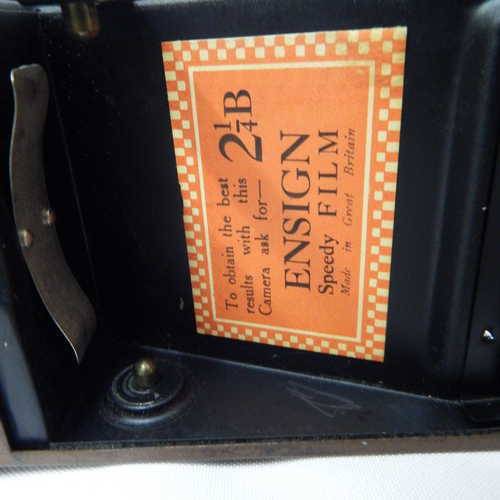 To obtain the best
results with this
Camera ask for— 2¼B
ENSIGN
Speedy FILM
Made in Great Britain